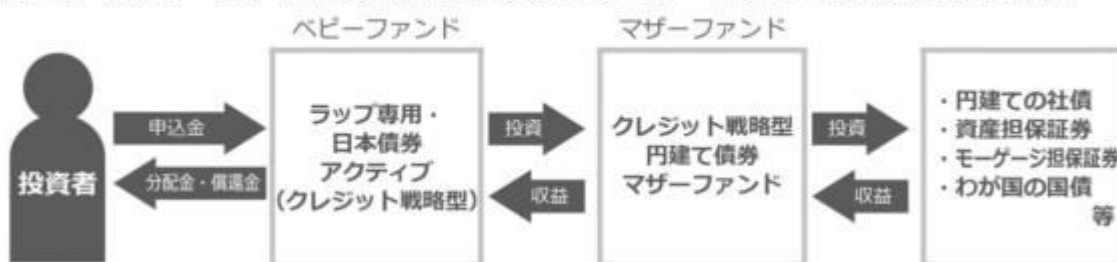 ベビーファンド
マザーファンド
投資者
申込金
分配金・償還金
ラップ専用・
日本債券
アクティブ
(クレジット戦略型)
投資
収益
クレジット戦略型
円建て債券
マザーファンド
投資
収益
・円建ての社債
・資産担保証券
・モーゲージ担保証券
・わが国の国債
等